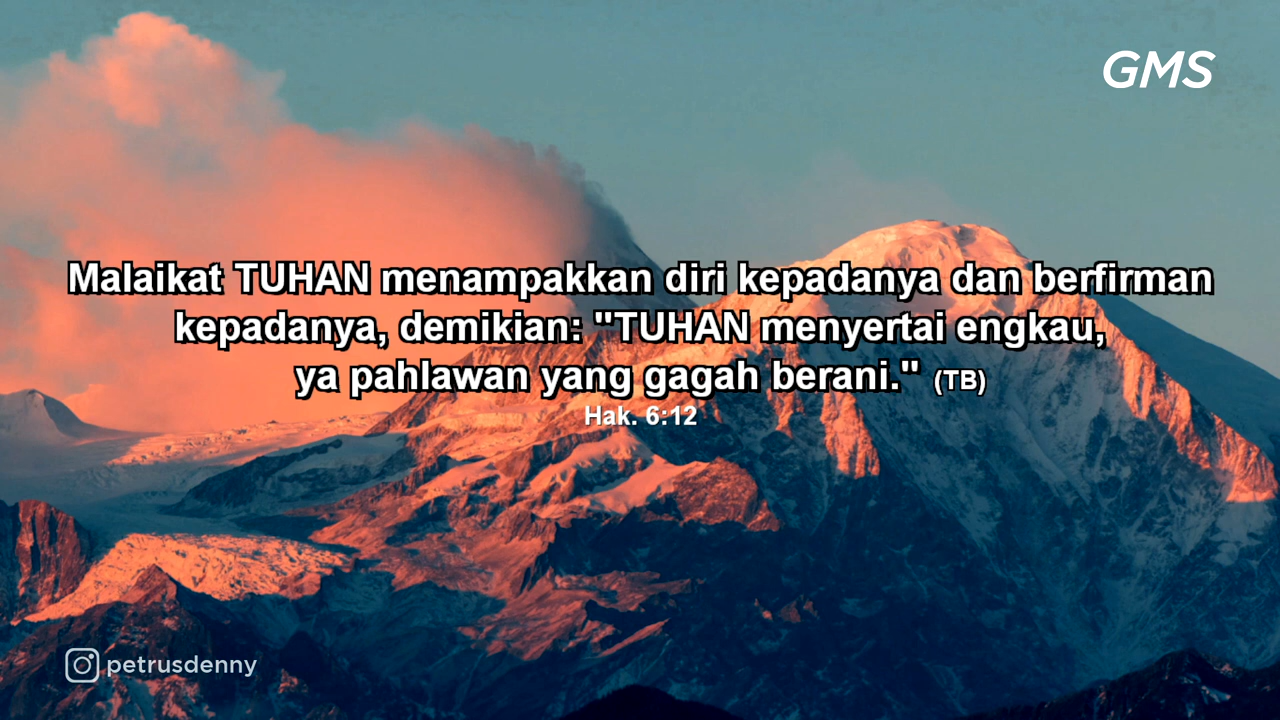 GMS
Malaikat TUHAN menampakkan diri kepadanya dan berfirman
kepadanya, demikian: "TUHAN menyertai engkau,
ya pahlawan yang gagah berani." (TB)
Hak. 6:12
petrusdenny